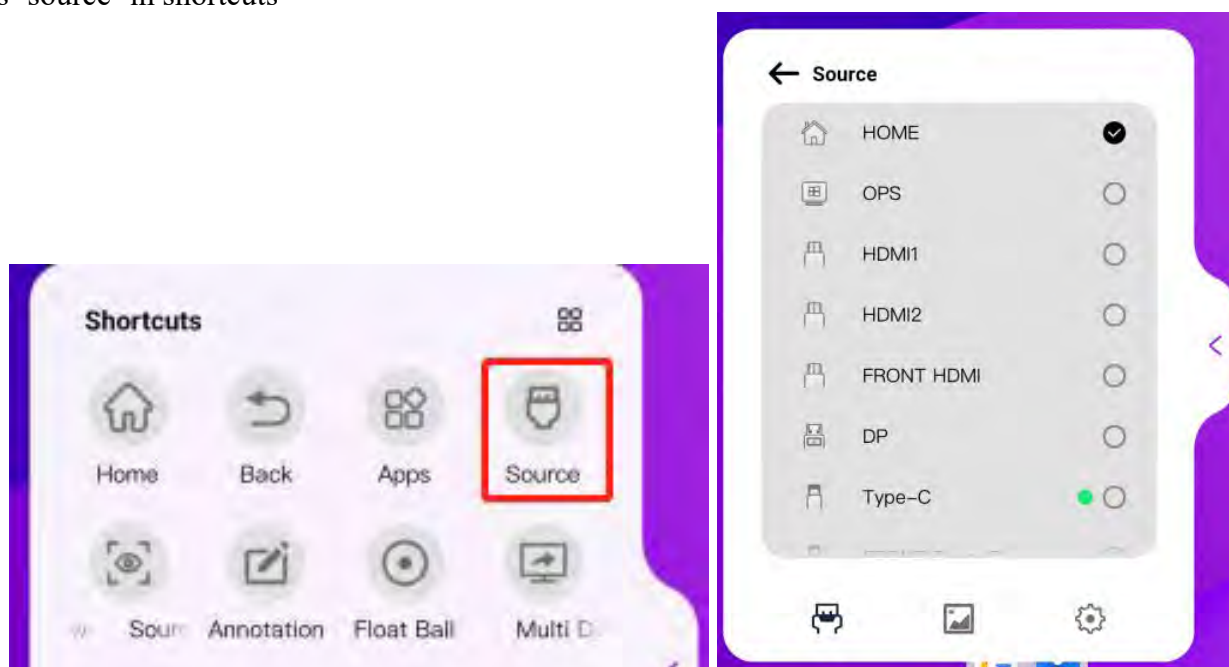 "source" in shortcuts
Shortcuts
Home Back Apps Source
Sour Annotation Float Ball Multi D
Source
HOME
OPS
HDMI1
HDMI2
FRONT HDMI
DP
Type-C